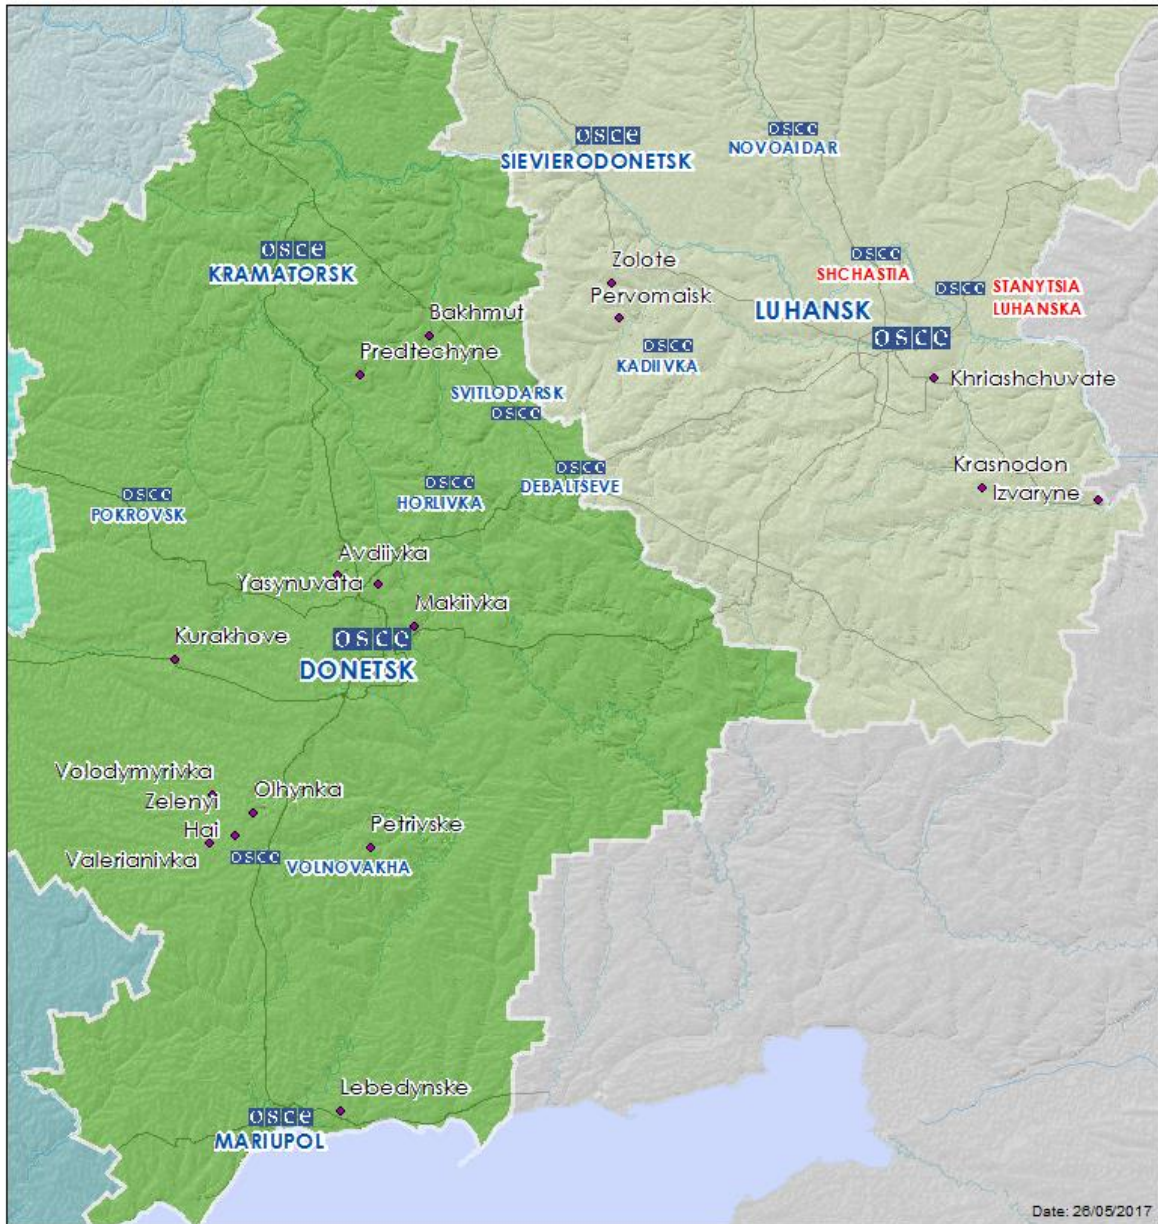 osce
SIEVIERODONETSK
osce
NOVOAIDAR
osce
KRAMATORSK
osce
SHCHASTIA
Zolote
Pervomaisk
osce
STANYTSIA
LUHANSKA
LUHANSK
osce
Bakhmut
Predtechyne
osce
KADIIVKA
Khriashchuvate
SVITLODARSK
osce
Krasnodon
Izvaryne
osce
DEBALTSEVE
osce
HORLIVKA
osce
POKROVSK
Avdiivka
Yasynuvata
Makiivka
Kurakhove
osce
DONETSK
Volodymyrivka
Zelenyi
Hai
Olhynka
Petrivske
Valerianivka
osce
VOLNOVAKHA
Lebedynske
osce
MARIUPOL
Date: 26/05/2017